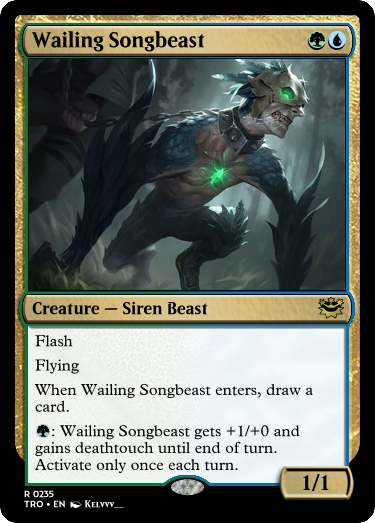 Wailing Songbeast
Creature — Siren Beast
Flash
Flying
When Wailing Songbeast enters, draw a
card.
: Wailing Songbeast gets +1/+0 and
gains deathtouch until end of turn.
Activate only once each turn.
1/1
R 0235
TRO • EN Kelvyy__